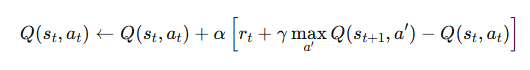 Q(s_t, a_t) ← Q(s_t, a_t) + α [r_t + γ max_{a'} Q(s_{t+1}, a') − Q(s_t, a_t)]